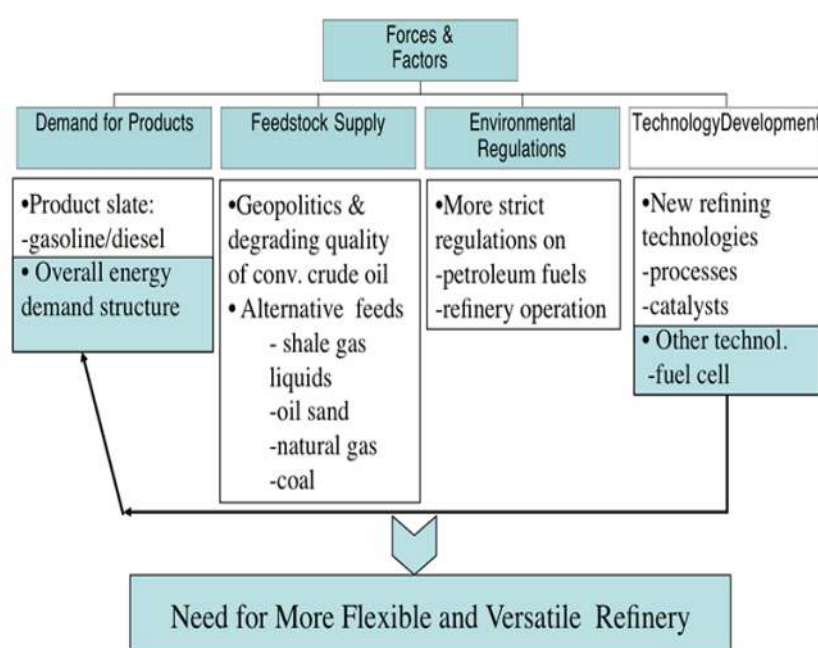 Forces &
Factors
Demand for Products
Feedstock Supply
Environmental
Regulations
TechnologyDevelopment
•Product slate:
-gasoline/diesel
• Overall energy
demand structure
•Geopolitics &
degrading quality
of conv. crude oil
• Alternative feeds
- shale gas
liquids
-oil sand
-natural gas
-coal
•More strict
regulations on
-petroleum fuels
-refinery operation
•New refining
technologies
-processes
-catalysts
• Other technol.
-fuel cell
Need for More Flexible and Versatile Refinery